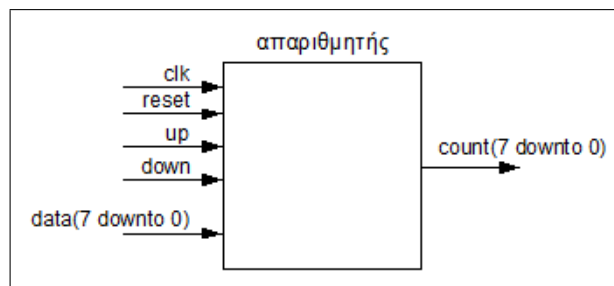 απαριθμητής
clk
reset
up
down
data(7 downto 0)
count(7 downto 0)